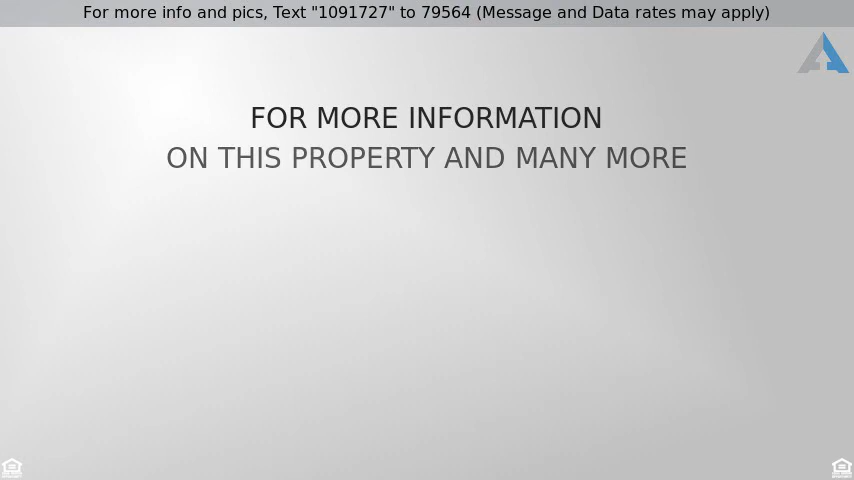 For more info and pics, Text "1091727" to 79564 (Message and Data rates may apply)
FOR MORE INFORMATION
ON THIS PROPERTY AND MANY MORE